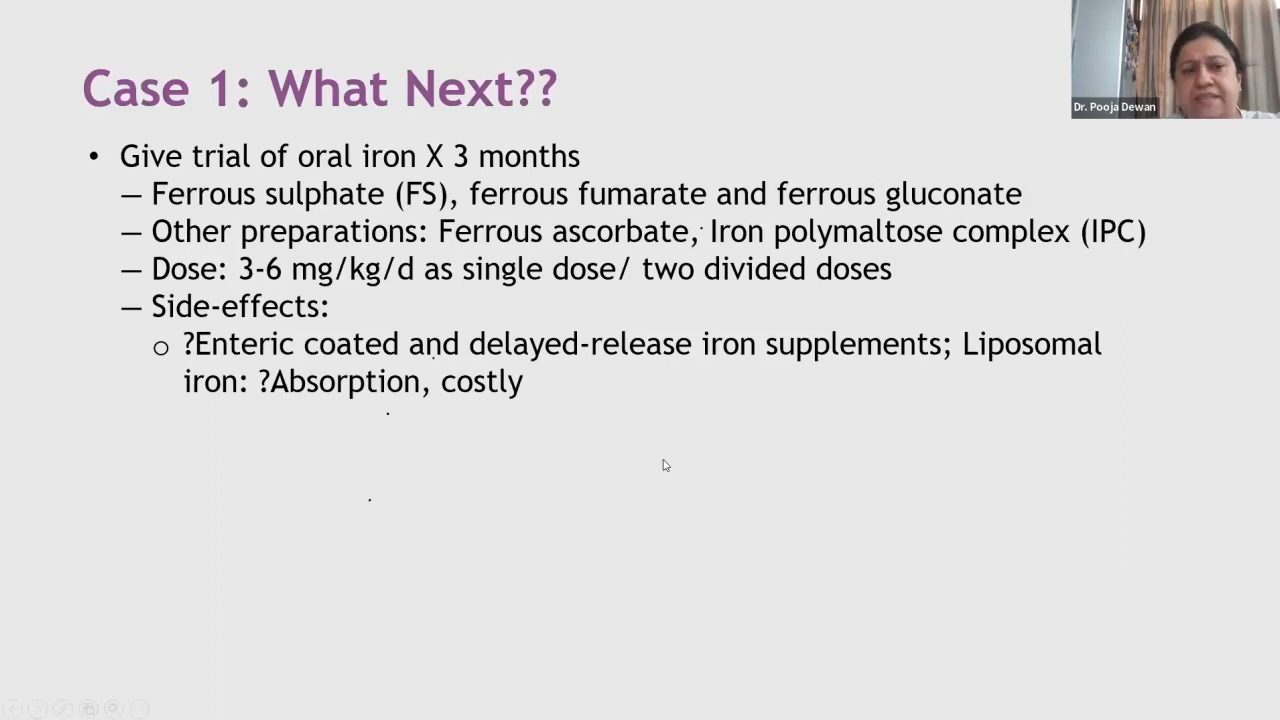 Case 1: What Next??
Dr. Pooja Dewan
• Give trial of oral iron X 3 months
— Ferrous sulphate (FS), ferrous fumarate and ferrous gluconate
— Other preparations: Ferrous ascorbate, Iron polymaltose complex (IPC)
— Dose: 3-6 mg/kg/d as single dose/ two divided doses
— Side-effects:
o ?Enteric coated and delayed-release iron supplements; Liposomal
iron: ?Absorption, costly